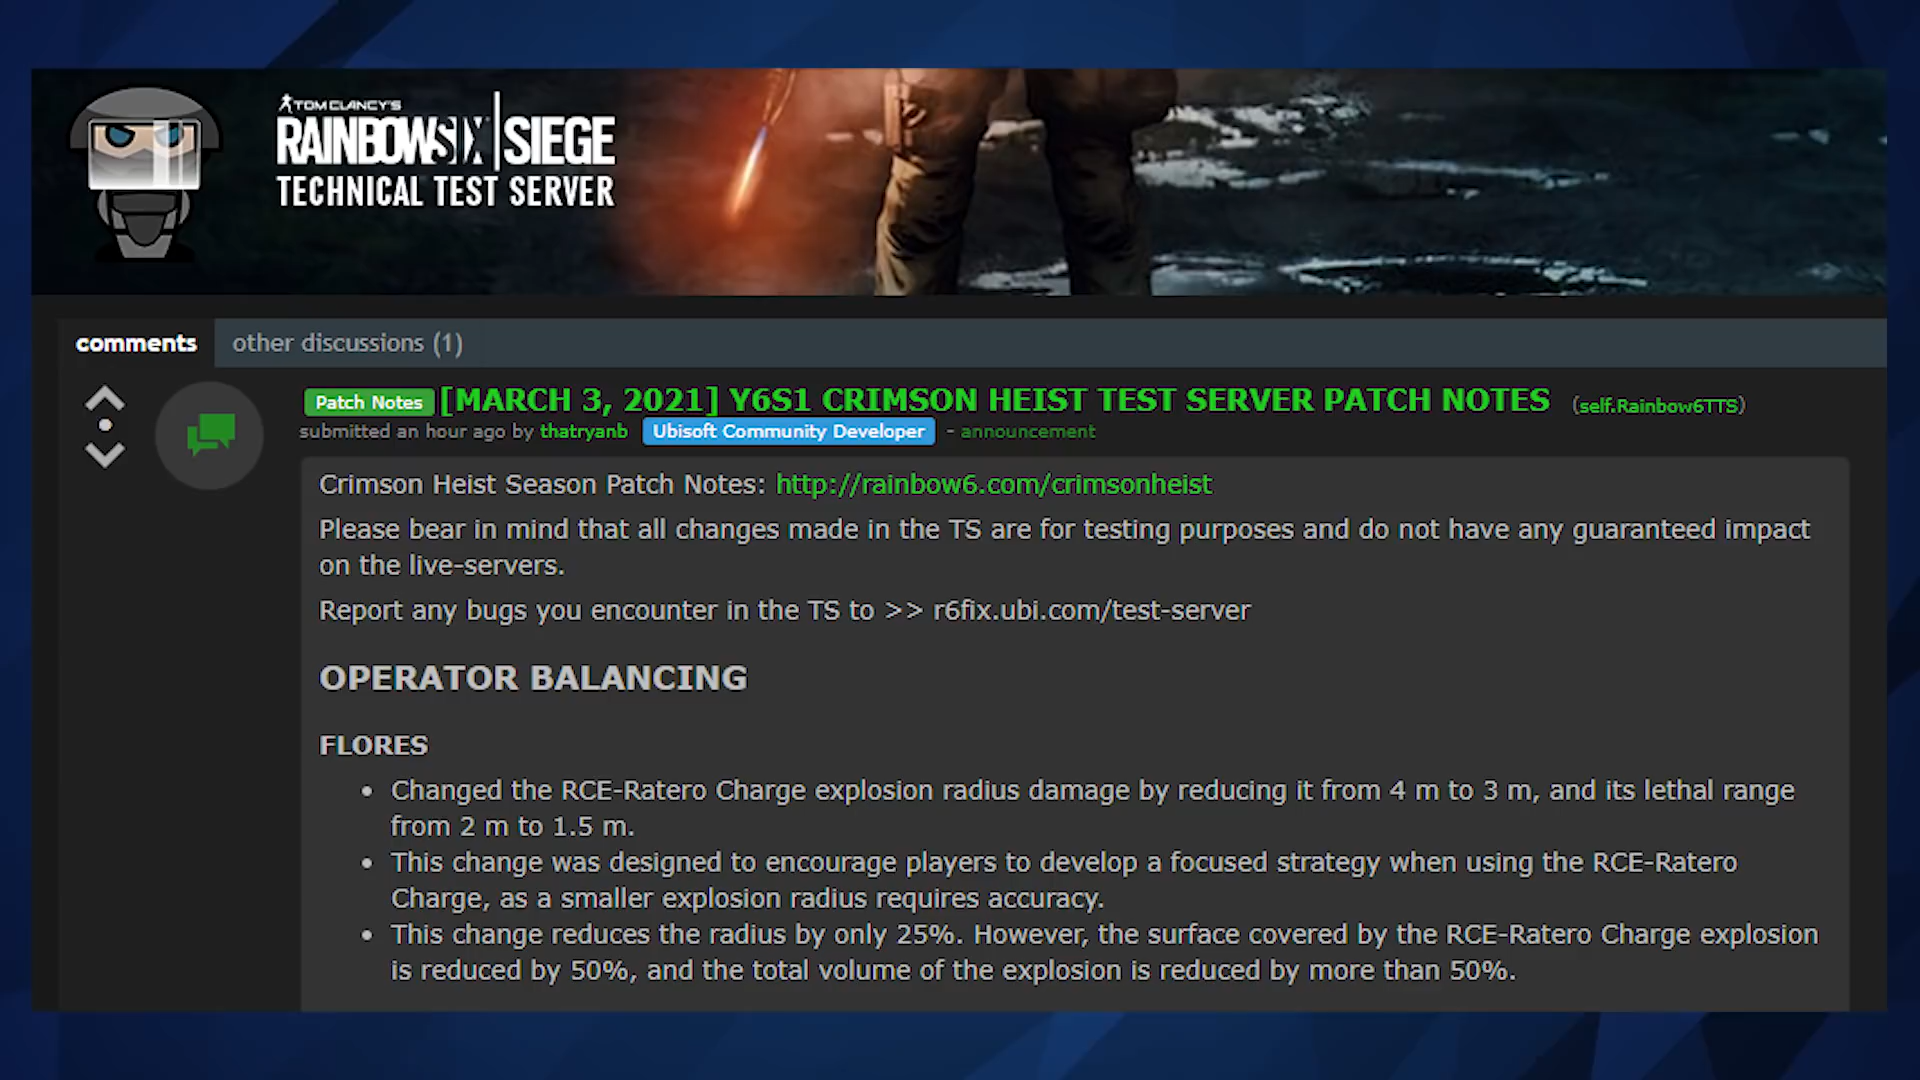 TOM CLANCY'S
RAINBOW SIX | SIEGE
TECHNICAL TEST SERVER
comments other discussions (1)
Patch Notes [MARCH 3, 2021] Y6S1 CRIMSON HEIST TEST SERVER PATCH NOTES (self.Rainbow6TTS)
submitted an hour ago by thatryanb Ubisoft Community Developer - announcement
Crimson Heist Season Patch Notes: http://rainbow6.com/crimsonheist
Please bear in mind that all changes made in the TS are for testing purposes and do not have any guaranteed impact
on the live-servers.
Report any bugs you encounter in the TS to >> r6fix.ubi.com/test-server
OPERATOR BALANCING
FLORES
• Changed the RCE-Ratero Charge explosion radius damage by reducing it from 4 m to 3 m, and its lethal range
from 2 m to 1.5 m.
• This change was designed to encourage players to develop a focused strategy when using the RCE-Ratero
Charge, as a smaller explosion radius requires accuracy.
• This change reduces the radius by only 25%. However, the surface covered by the RCE-Ratero Charge explosion
is reduced by 50%, and the total volume of the explosion is reduced by more than 50%.